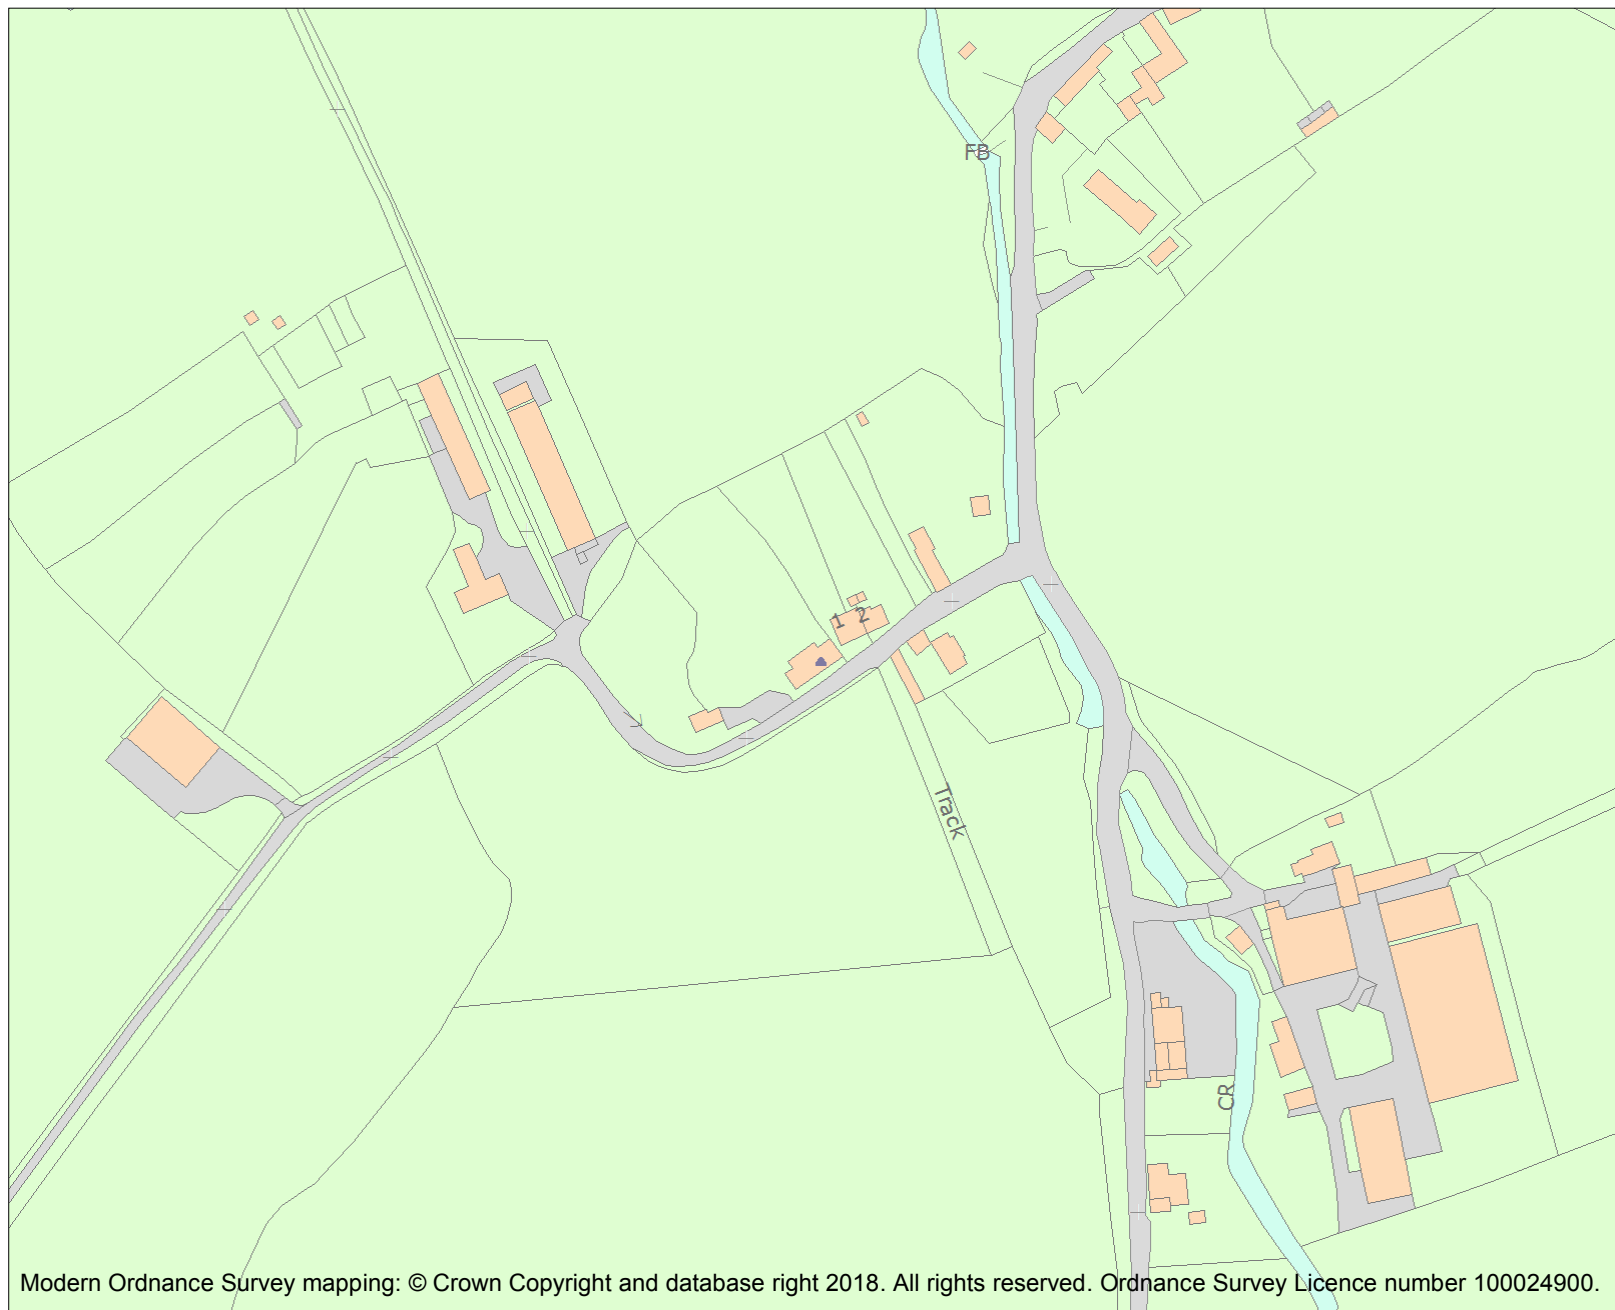 FB
1 2
Track
CR
Modern Ordnance Survey mapping: © Crown Copyright and database right 2018. All rights reserved. Ordnance Survey Licence number 100024900.